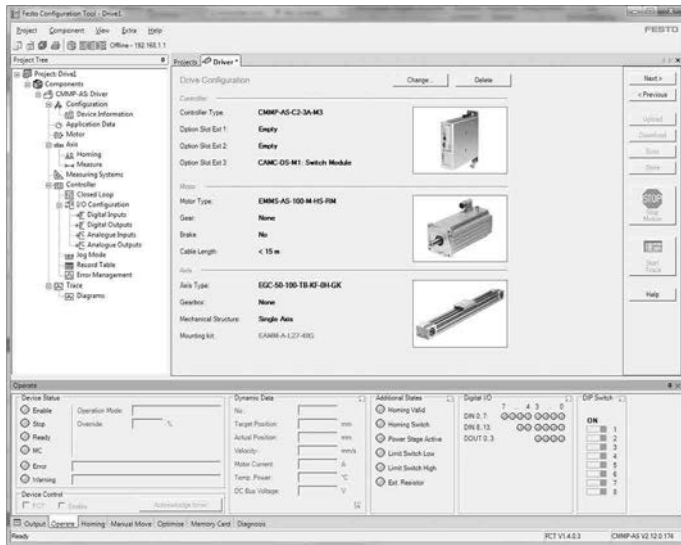 Festo Configuration Tool - Drive1
Project Component View Extra Help
FESTO
Offline - 192.168.1.1
Project Tree
Projects Driver *
Project: Drive1
Components
CMMP-AS: Driver
Configuration
Device Information
Application Data
Motor
Axis
Homing
Measure
Measuring Systems
Controller
Closed Loop
I/O Configuration
Digital Inputs
Digital Outputs
Analogue Inputs
Analogue Outputs
Jog Mode
Record Table
Error Management
Trace
Diagrams
Drive Configuration
Change...
Delete
Controller
Controller Type: CMMP-AS-C2-3A-M3
Option Slot Ext 1: Empty
Option Slot Ext 2: Empty
Option Slot Ext 3: CAMC-DS-M1: Switch Module
Motor
Motor Type: EMMS-AS-100-M-HS-RM
Gear: None
Brake: No
Cable Length: < 15 m
Axis
Axis Type: EGC-50-100-TB-KF-0H-GK
Gearbox: None
Mechanical Structure: Single Axis
Mounting kit: EAMM-A-L27-40G
Next >
< Previous
Upload
Download
Sync
Store
STOP
Stop Motion
Start Trace
Help
Operate
Device Status
Enable
Stop
Ready
MC
Error
Warning
Operation Mode:
Override: %
Device Control
FCT: Enable
Acknowledge Error
Dynamic Data
No.:
Target Position: mm
Actual Position: mm
Velocity: mm/s
Motor Current: A
Temp. Power: °C
DC Bus Voltage: V
Additional States
Homing Valid
Homing Switch
Power Stage Active
Limit Switch Low
Limit Switch High
Ext. Resistor
Digital I/O
7 .. 4 3 .. 0
DIN 0..7:
DIN 8..13:
DOUT 0..3:
DIP Switch
ON
1
2
3
4
5
6
7
8
Output Operate Homing Manual Move Optimise Memory Card Diagnosis
Ready
FCT V1.4.0.3
CMMP-AS V2.12.0.174